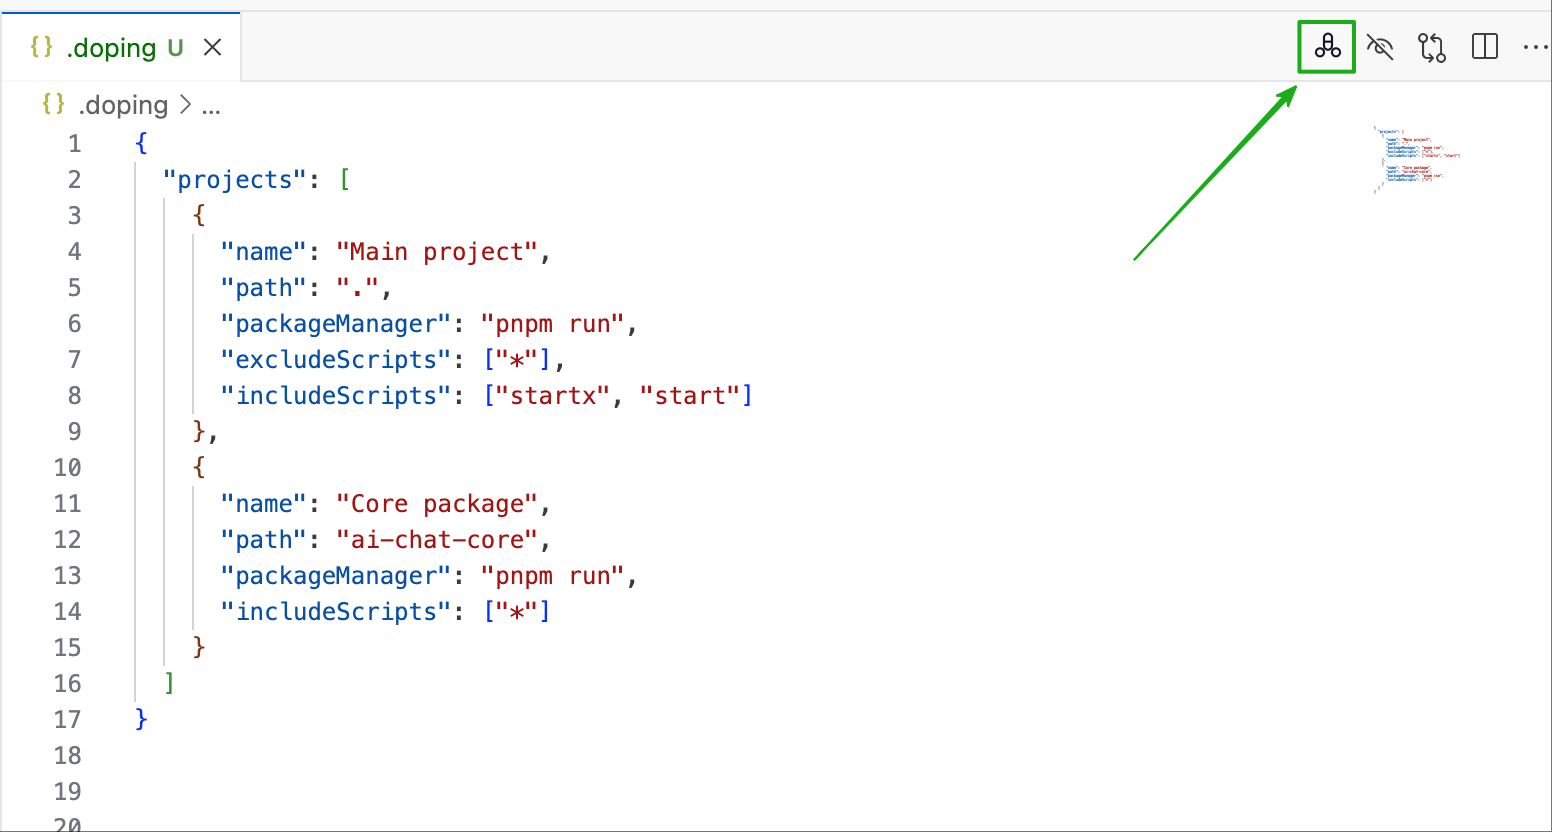 {} .doping U
{} .doping > ...
1 {
2 "projects": [
3 {
4 "name": "Main project",
5 "path": ".",
6 "packageManager": "pnpm run",
7 "excludeScripts": ["*"],
8 "includeScripts": ["startx", "start"]
9 },
10 {
11 "name": "Core package",
12 "path": "ai-chat-core",
13 "packageManager": "pnpm run",
14 "includeScripts": ["*"]
15 }
16 ]
17 }
18
19
20